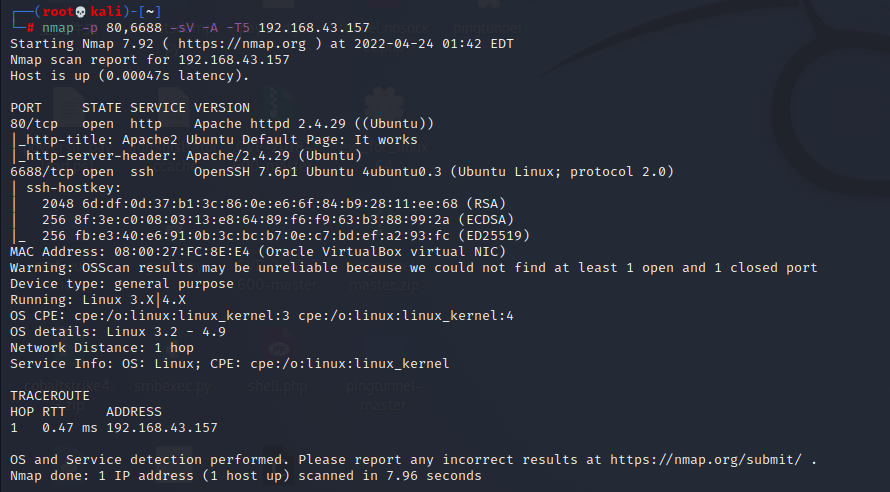 ┌──(root💀kali)-[~]
└─# nmap -p 80,6688 -sV -A -T5 192.168.43.157
Starting Nmap 7.92 ( https://nmap.org ) at 2022-04-24 01:42 EDT
Nmap scan report for 192.168.43.157
Host is up (0.00047s latency).

PORT     STATE SERVICE VERSION
80/tcp   open  http    Apache httpd 2.4.29 ((Ubuntu))
|_http-title: Apache2 Ubuntu Default Page: It works
|_http-server-header: Apache/2.4.29 (Ubuntu)
6688/tcp open  ssh     OpenSSH 7.6p1 Ubuntu 4ubuntu0.3 (Ubuntu Linux; protocol 2.0)
| ssh-hostkey:
|   2048 6d:df:0d:37:b1:3c:86:0e:e6:6f:84:b9:28:11:ee:68 (RSA)
|   256 8f:3e:c0:08:03:13:e8:64:89:f6:f9:63:b3:88:99:2a (ECDSA)
|_  256 fb:e3:40:e6:91:0b:3c:bc:b7:0e:c7:bd:ef:a2:93:fc (ED25519)
MAC Address: 08:00:27:FC:8E:E4 (Oracle VirtualBox virtual NIC)
Warning: OSScan results may be unreliable because we could not find at least 1 open and 1 closed port
Device type: general purpose
Running: Linux 3.X|4.X
OS CPE: cpe:/o:linux:linux_kernel:3 cpe:/o:linux:linux_kernel:4
OS details: Linux 3.2 - 4.9
Network Distance: 1 hop
Service Info: OS: Linux; CPE: cpe:/o:linux:linux_kernel
smbexec.py shell.php pingtunnel-
master

TRACEROUTE
HOP RTT     ADDRESS
1   0.47 ms 192.168.43.157

OS and Service detection performed. Please report any incorrect results at https://nmap.org/submit/ .
Nmap done: 1 IP address (1 host up) scanned in 7.96 seconds